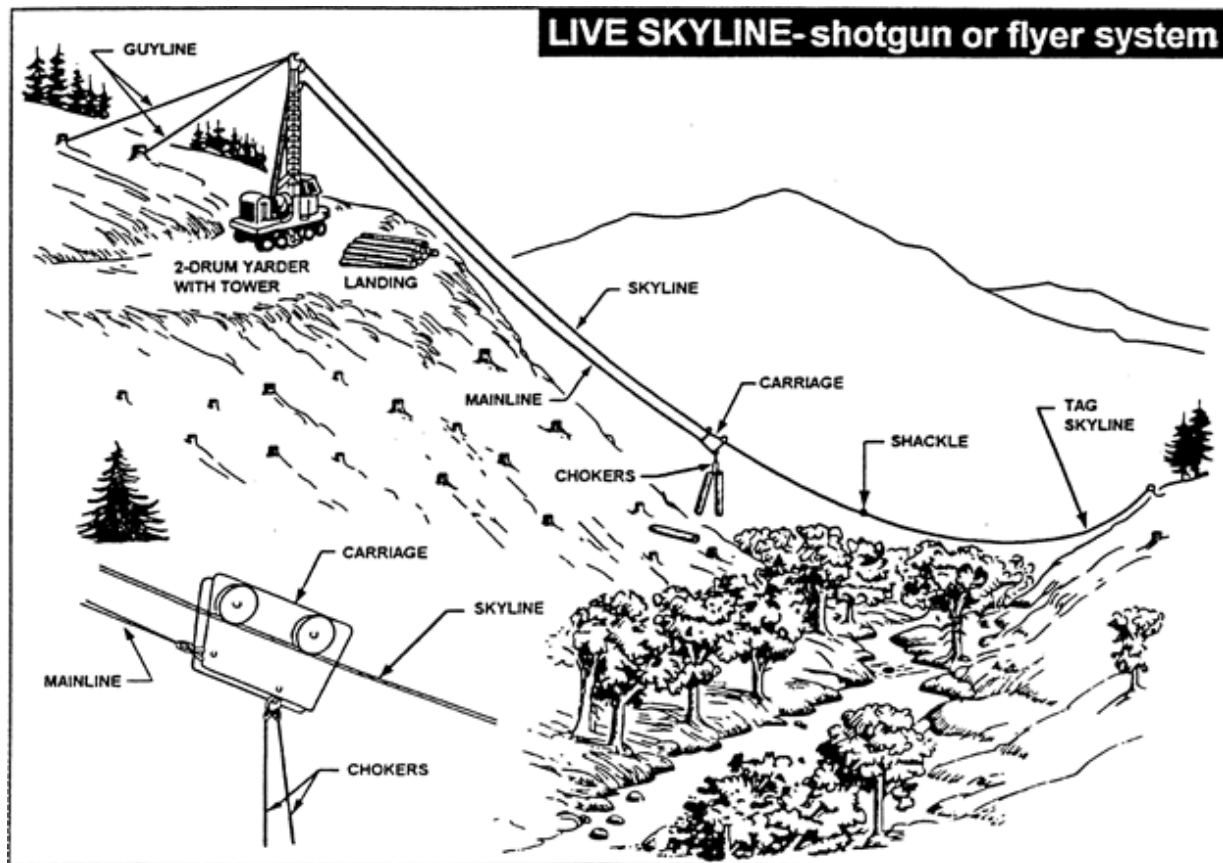 LIVE SKYLINE-shotgun or flyer system
GUYLINE
2-DRUM YARDER
WITH TOWER
LANDING
SKYLINE
MAINLINE
CARRIAGE
TAG
SKYLINE
SHACKLE
CHOKERS
CARRIAGE
SKYLINE
MAINLINE
CHOKERS